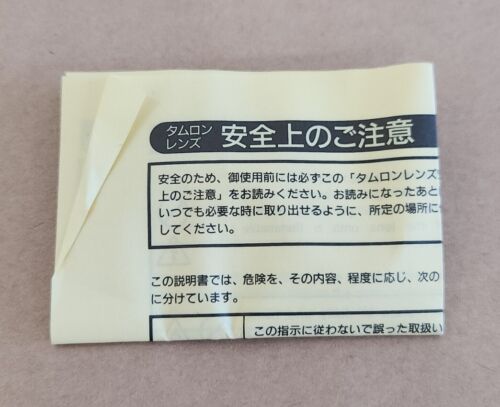 タムロン
レンズ
安全上のご注意
安全のため、御使用前には必ずこの「タムロンレンズ
上のご注意」をお読みください。お読みになったあと
いつでも必要な時に取り出せるように、所定の場所に
してください。
この説明書では、危険を、その内容、程度に応じ、次の
に分けています。
この指示に従わないで誤った取扱い